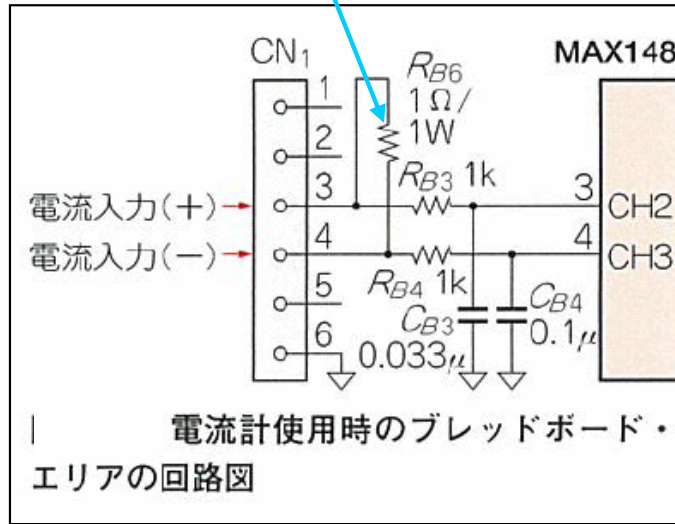 CN1
MAX148
RB6
1Ω/
1W
1
2
RB3 1k
電流入力(+)
3
3
CH2
電流入力(-)
4
4
CH3
RB4 1k
5
CB3
CB4
6
0.033μ
0.1μ
電流計使用時のブレッドボード・
エリアの回路図